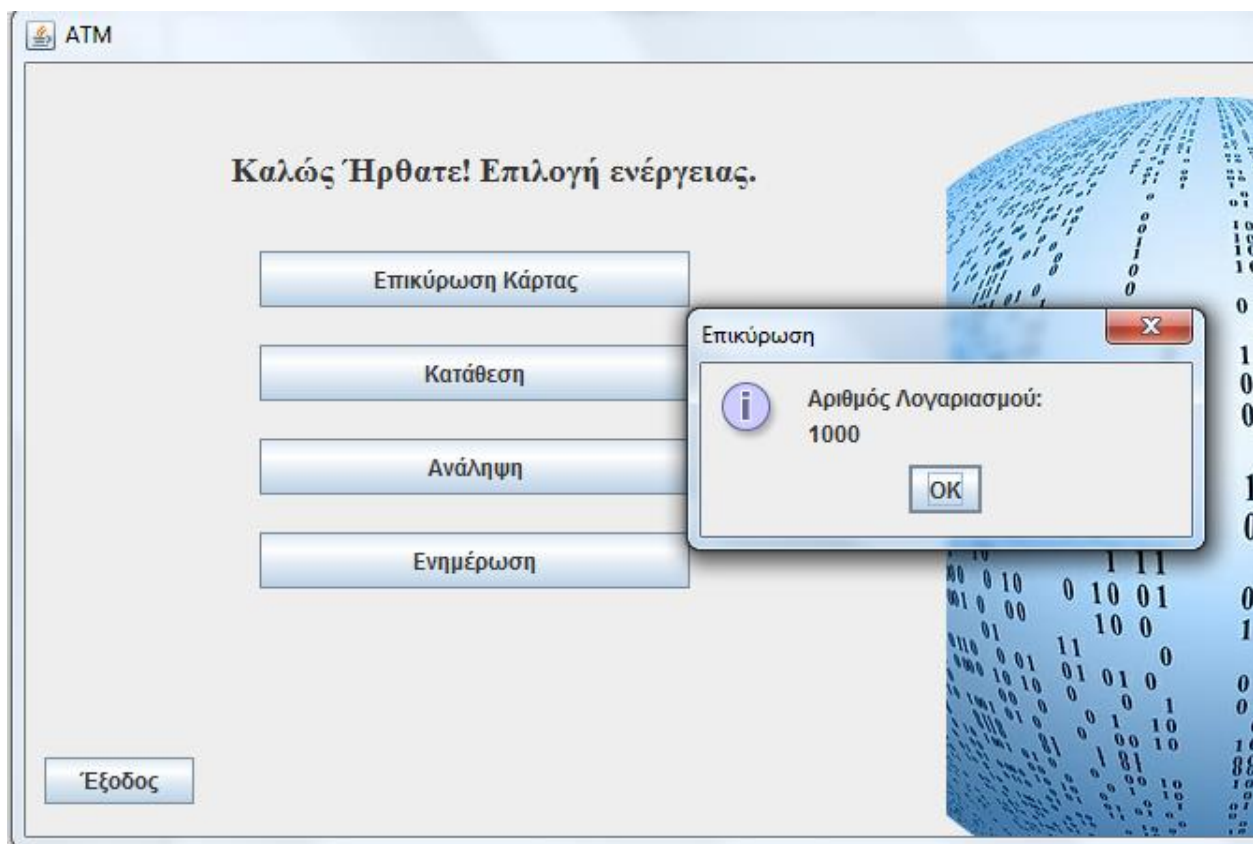 ATM
Καλώς Ήρθατε! Επιλογή ενέργειας.
Επικύρωση Κάρτας
Κατάθεση
Ανάληψη
Ενημέρωση
Έξοδος
Επικύρωση
Αριθμός Λογαριασμού:
1000
OK